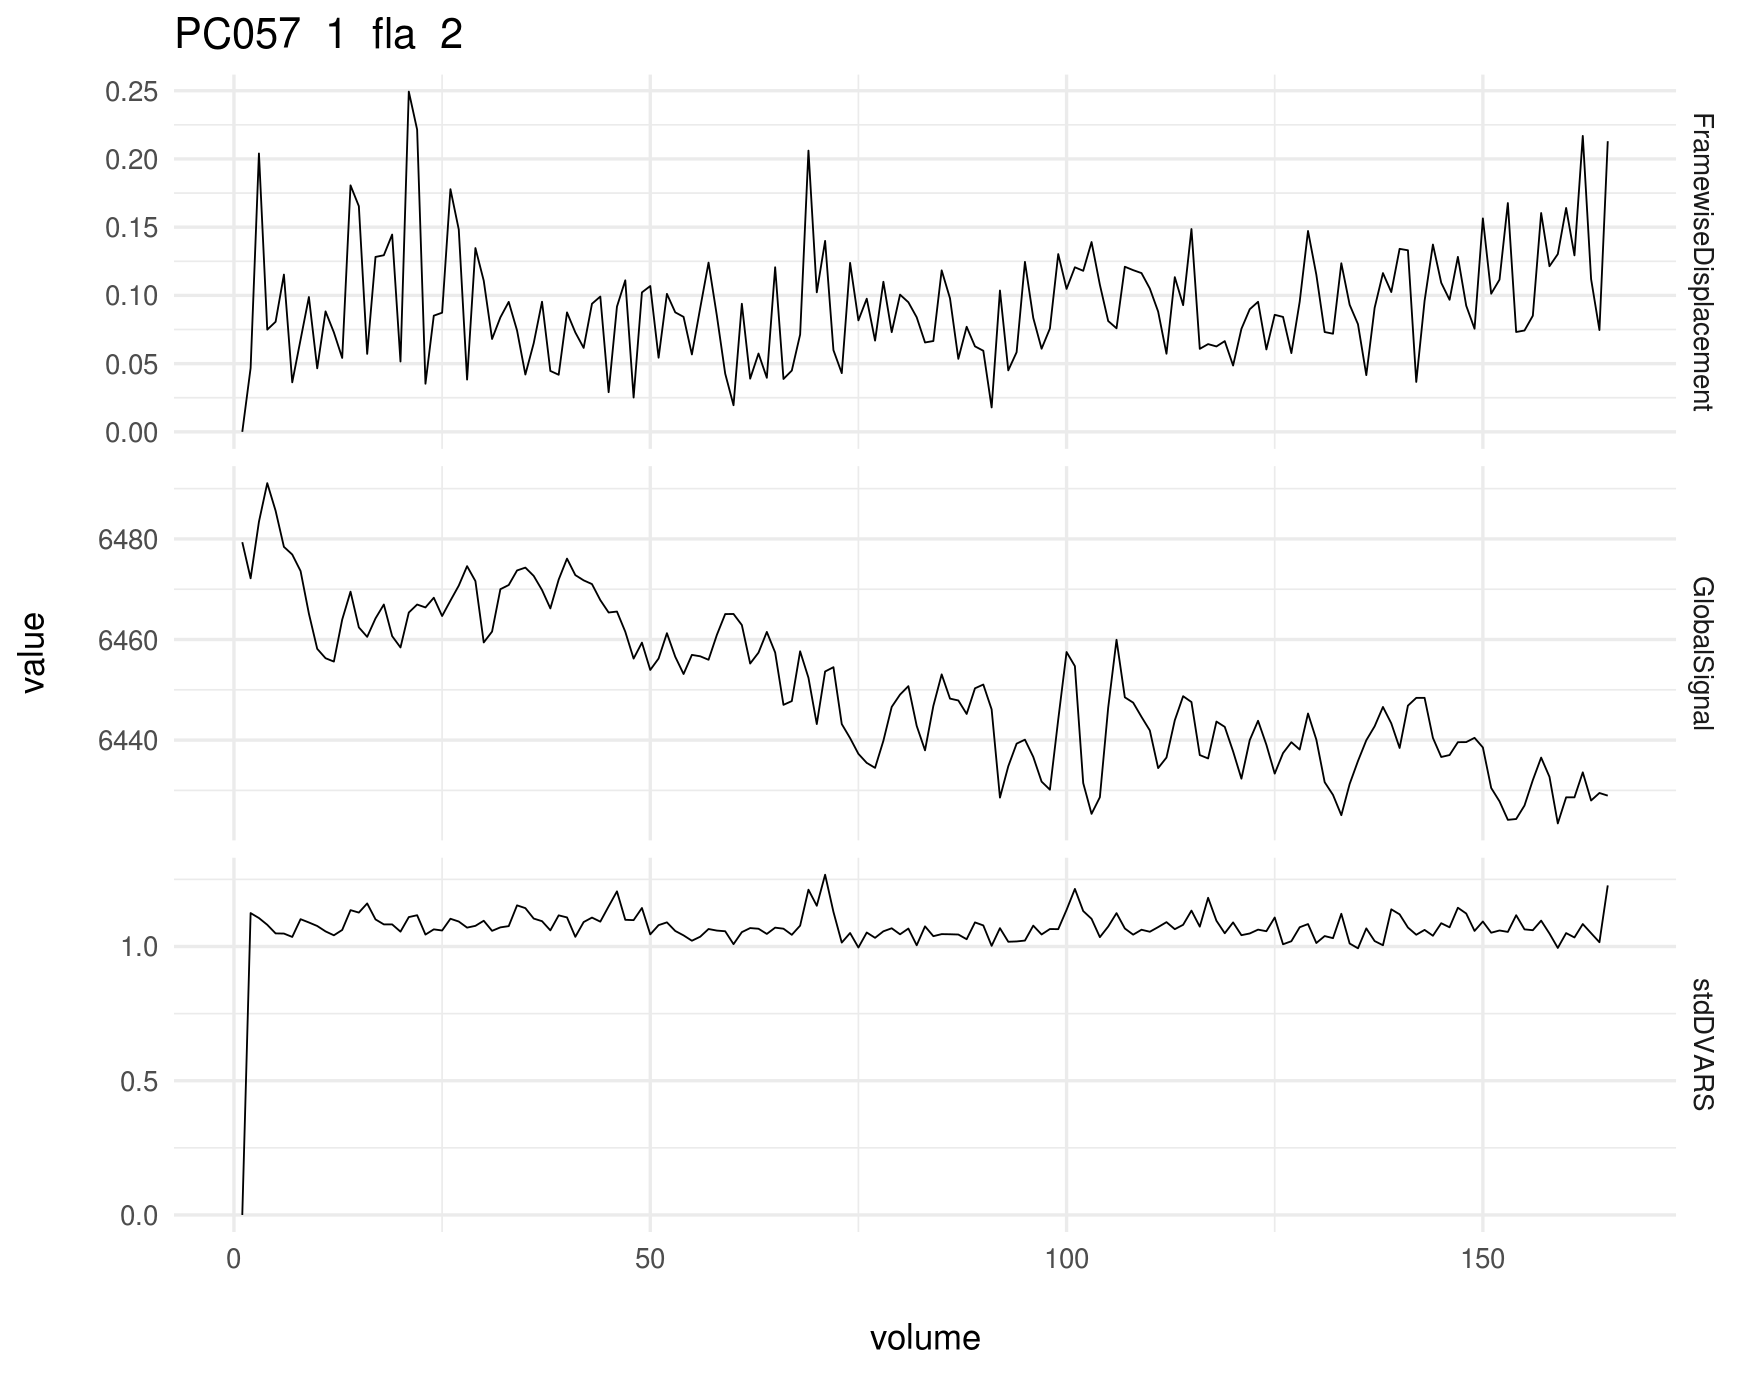 PC057 1 fla 2
0.25
0.20
0.15
0.10
0.05
0.00
FramewiseDisplacement
6480
6460
6440
GlobalSignal
value
1.0
0.5
0.0
stdDVARS
0 50 100 150
volume